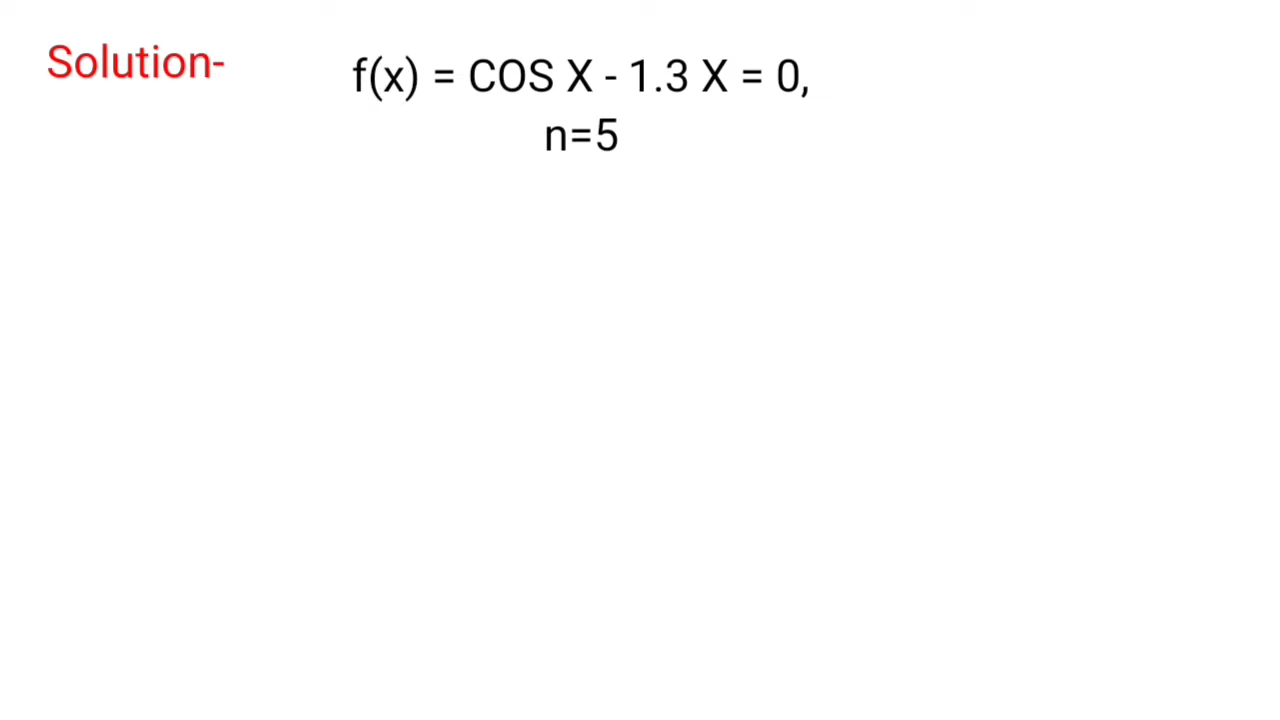 Solution-
f(x) = COS X - 1.3 X = 0,
n=5